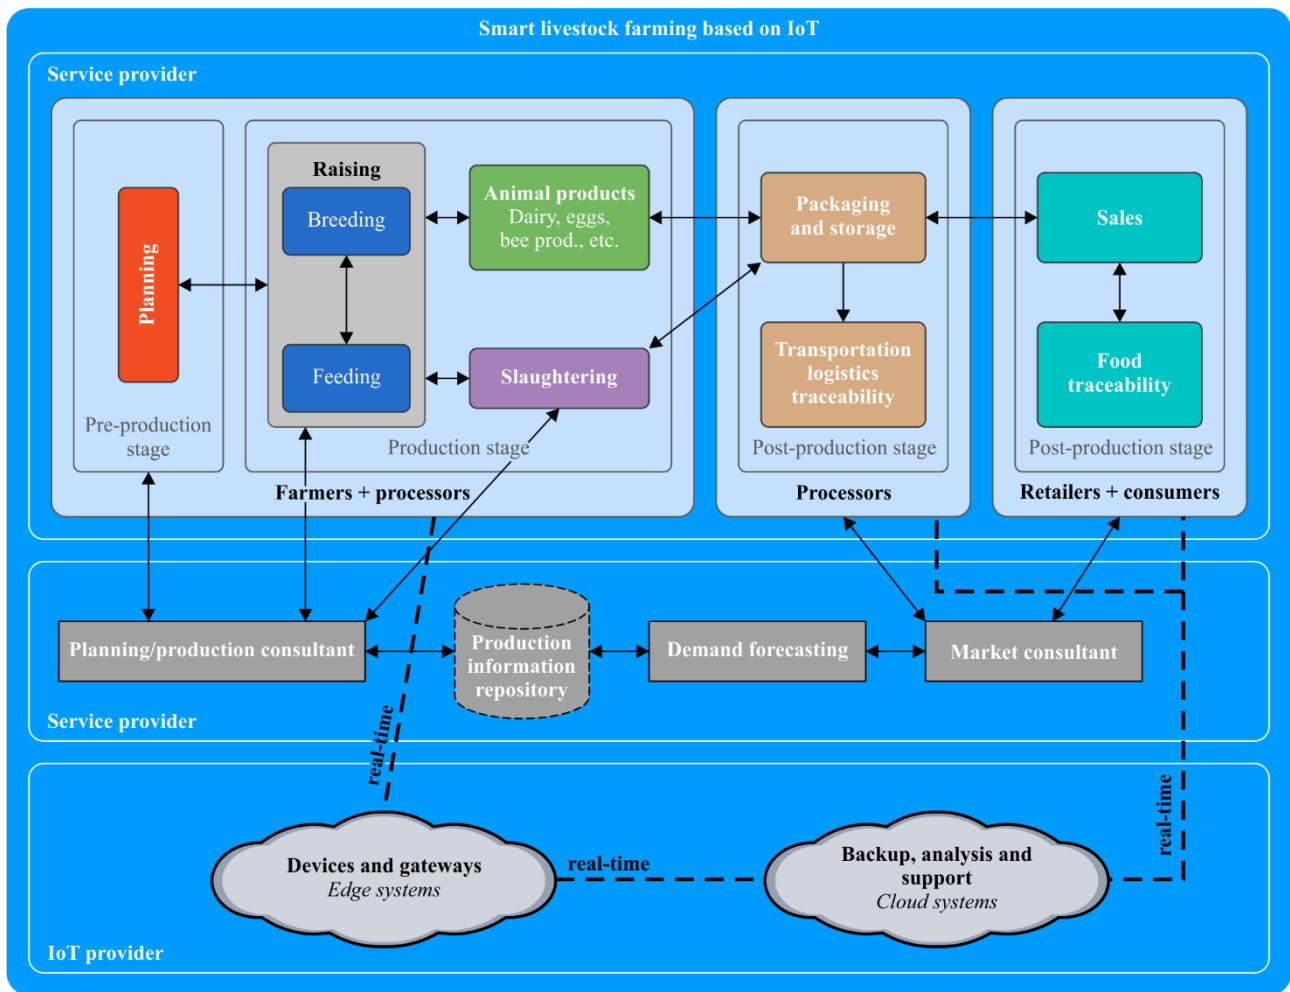 Smart livestock farming based on IoT
Service provider
Planning
Pre-production
stage
Raising
Breeding
Feeding
Animal products
Dairy, eggs,
bee prod., etc.
Slaughtering
Production stage
Farmers + processors
Packaging
and storage
Transportation
logistics
traceability
Post-production stage
Processors
Sales
Food
traceability
Post-production stage
Retailers + consumers
Planning/production consultant
Production
information
repository
Demand forecasting
Market consultant
Service provider
real-time
real-time
Devices and gateways
Edge systems
real-time
Backup, analysis and
support
Cloud systems
IoT provider